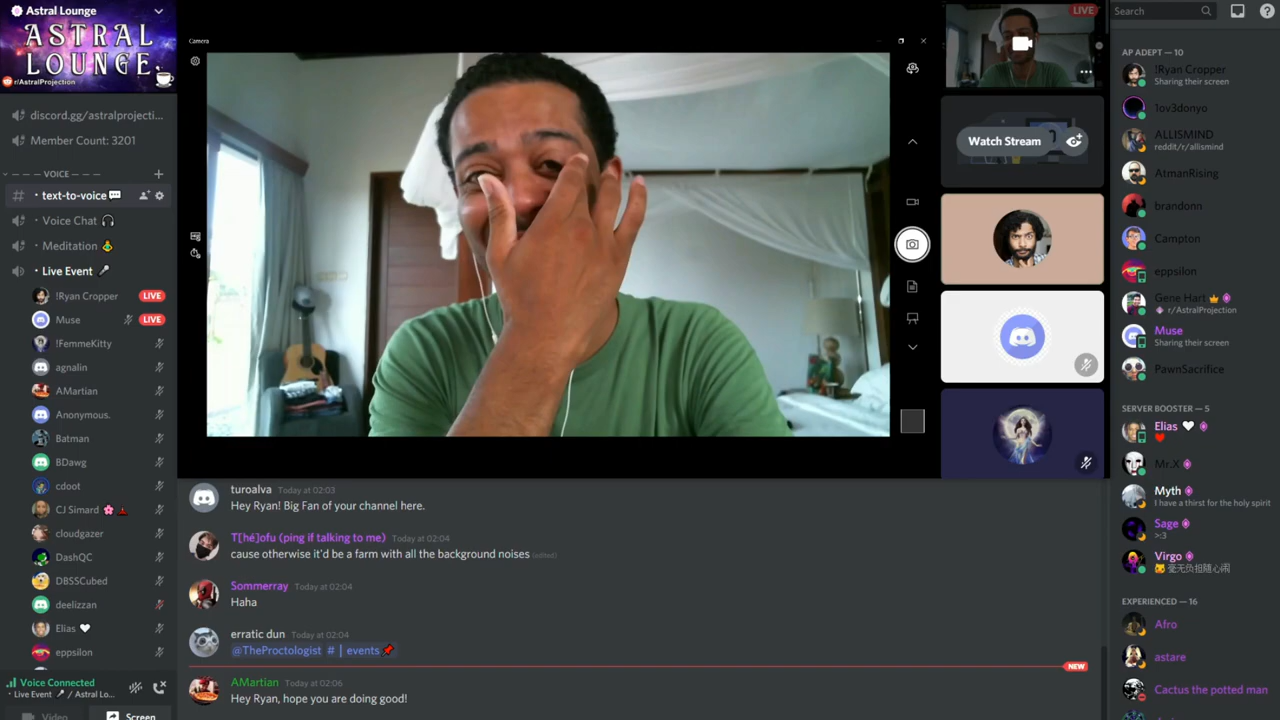 Astral Lounge
ASTRAL
LOUNGE
r/AstralProjection
discord.gg/astralprojecti...
Member Count: 3201
VOICE
text-to-voice
Voice Chat
Meditation
Live Event
!Ryan Cropper LIVE
Muse LIVE
!FemmeKitty
agnalin
AMartian
Anonymous.
Batman
BDawg
cdoot
CJ Simard
cloudgazer
DashQC
DBSSCubed
deelizzan
Elias
eppsilon
Voice Connected
Live Event / Astral Lo...
Video Screen
Camera
LIVE
Watch Stream
turoalva Today at 02:03
Hey Ryan! Big Fan of your channel here.
T[hé]ofu (ping if talking to me) Today at 02:04
cause otherwise it'd be a farm with all the background noises (edited)
Sommerray Today at 02:04
Haha
erratic dun Today at 02:04
@TheProctologist # | events
NEW
AMartian Today at 02:06
Hey Ryan, hope you are doing good!
Search
AP ADEPT — 10
!Ryan Cropper
Sharing their screen
1ov3donyo
ALLISMIND
reddit/r/allismind
AtmanRising
brandonn
Campton
eppsilon
Gene Hart
r/AstralProjection
Muse
Sharing their screen
PawnSacrifice
SERVER BOOSTER — 5
Elias
Mr.X
Myth
I have a thirst for the holy spirit
Sage
>:3
Virgo
毫无负担随心闹
EXPERIENCED — 16
Afro
astare
Cactus the potted man